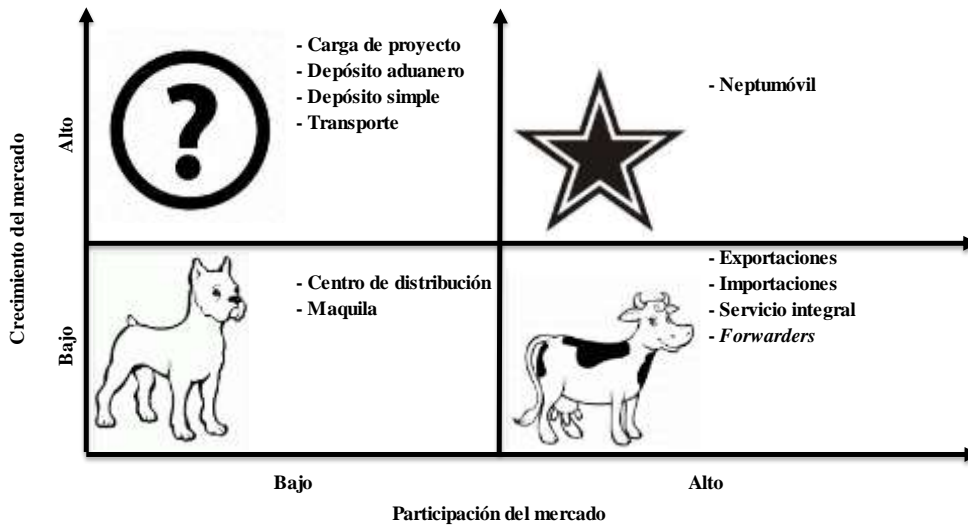 - Carga de proyecto
- Depósito aduanero
- Depósito simple
- Transporte
- Neptumóvil
?
Crecimiento del mercado
Alto
Bajo
- Centro de distribución
- Maquila
- Exportaciones
- Importaciones
- Servicio integral
- Forwarders
Bajo
Alto
Participación del mercado